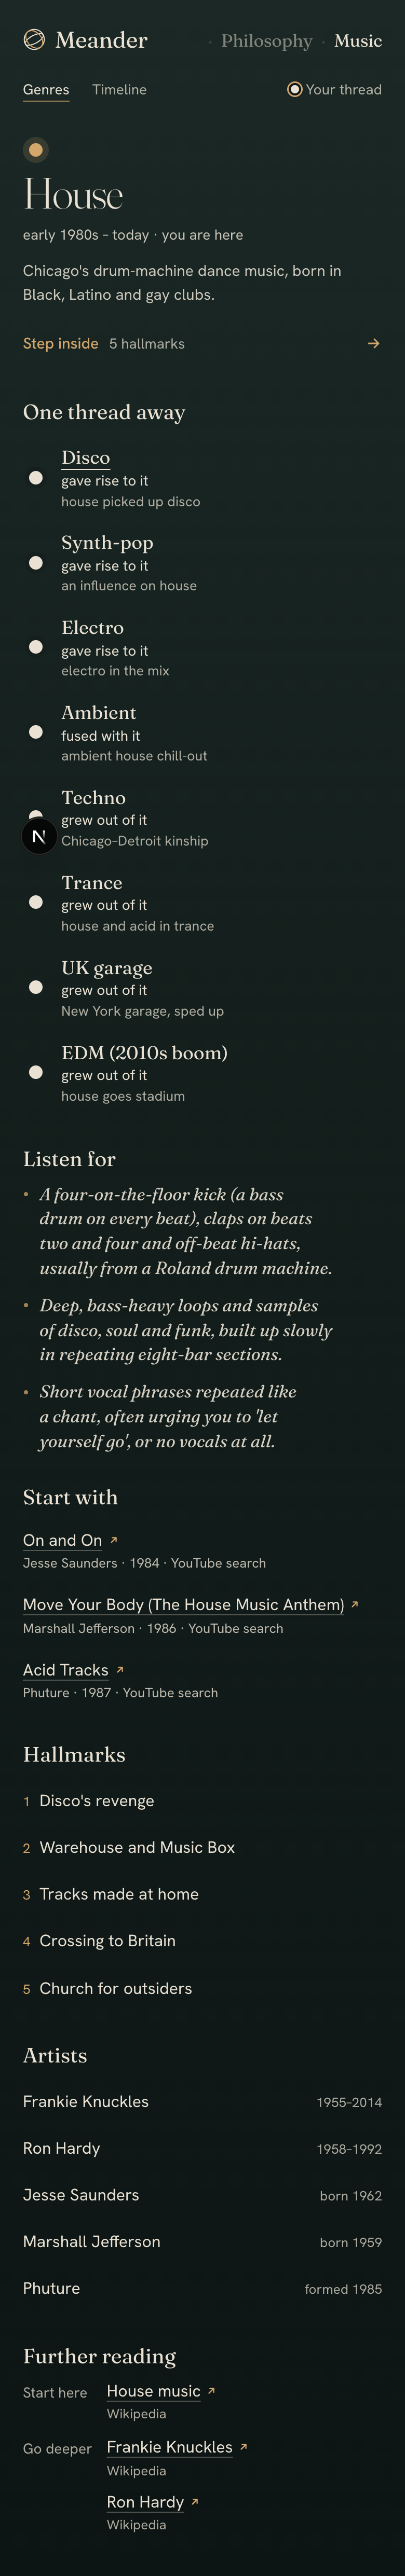 Meander
· Philosophy · Music
Genres
Timeline
Your thread
House
early 1980s – today · you are here
Chicago's drum-machine dance music, born in
Black, Latino and gay clubs.
Step inside 5 hallmarks →
One thread away
Disco
gave rise to it
house picked up disco
Synth-pop
gave rise to it
an influence on house
Electro
gave rise to it
electro in the mix
Ambient
fused with it
ambient house chill-out
Techno
grew out of it
N
Chicago–Detroit kinship
Trance
grew out of it
house and acid in trance
UK garage
grew out of it
New York garage, sped up
EDM (2010s boom)
grew out of it
house goes stadium
Listen for
• A four-on-the-floor kick (a bass
drum on every beat), claps on beats
two and four and off-beat hi-hats,
usually from a Roland drum machine.
• Deep, bass-heavy loops and samples
of disco, soul and funk, built up slowly
in repeating eight-bar sections.
• Short vocal phrases repeated like
a chant, often urging you to 'let
yourself go', or no vocals at all.
Start with
On and On ↗
Jesse Saunders · 1984 · YouTube search
Move Your Body (The House Music Anthem) ↗
Marshall Jefferson · 1986 · YouTube search
Acid Tracks ↗
Phuture · 1987 · YouTube search
Hallmarks
1 Disco's revenge
2 Warehouse and Music Box
3 Tracks made at home
4 Crossing to Britain
5 Church for outsiders
Artists
Frankie Knuckles 1955–2014
Ron Hardy 1958–1992
Jesse Saunders born 1962
Marshall Jefferson born 1959
Phuture formed 1985
Further reading
Start here House music ↗
Wikipedia
Go deeper Frankie Knuckles ↗
Wikipedia
Ron Hardy ↗
Wikipedia